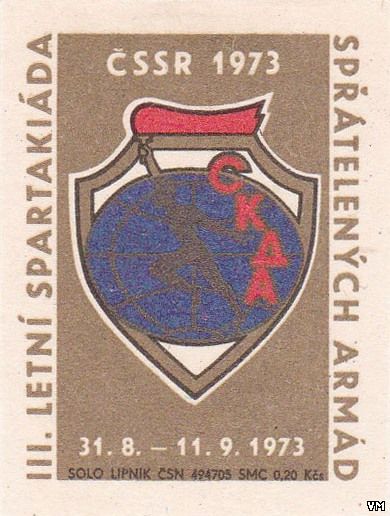 ČSSR 1973
III. LETNÍ SPARTAKIÁDA
SPŘÁTELENÝCH ARMÁD
СКДА
31. 8. – 11. 9. 1973
SOLO LIPNÍK ČSN 494705 SMC 0,20 Kčs
VM